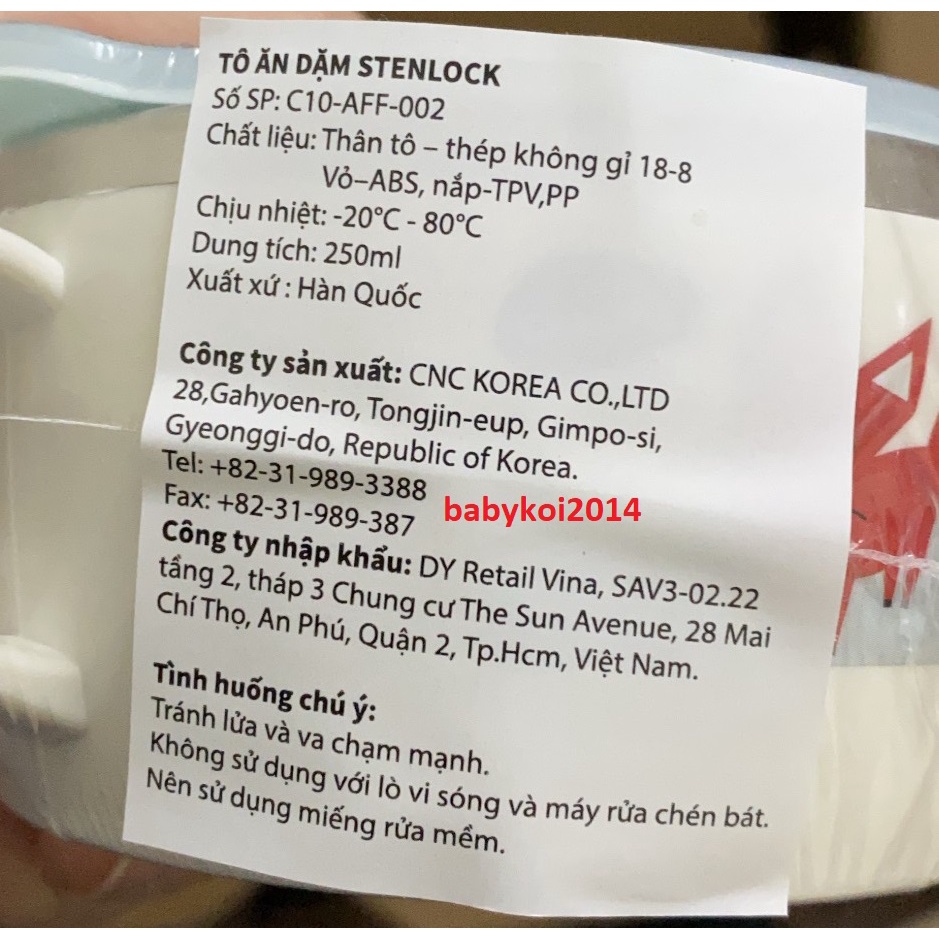 TÔ ĂN DẶM STENLOCK
Số SP: C10-AFF-002
Chất liệu: Thân tô – thép không gỉ 18-8
Vỏ–ABS, nắp-TPV,PP
Chịu nhiệt: -20°C - 80°C
Dung tích: 250ml
Xuất xứ : Hàn Quốc
Công ty sản xuất: CNC KOREA CO.,LTD
28,Gahyoen-ro, Tongjin-eup, Gimpo-si,
Gyeonggi-do, Republic of Korea.
Tel: +82-31-989-3388
Fax: +82-31-989-387
babykoi2014
Công ty nhập khẩu: DY Retail Vina, SAV3-02.22
tầng 2, tháp 3 Chung cư The Sun Avenue, 28 Mai
Chí Thọ, An Phú, Quận 2, Tp.Hcm, Việt Nam.
Tình huống chú ý:
Tránh lửa và va chạm mạnh.
Không sử dụng với lò vi sóng và máy rửa chén bát.
Nên sử dụng miếng rửa mềm.